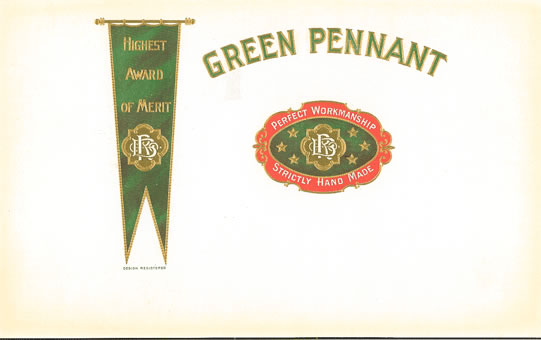 Highest
Award
of Merit
DESIGN REGISTERED
GREEN PENNANT
Perfect Workmanship
Strictly Hand Made